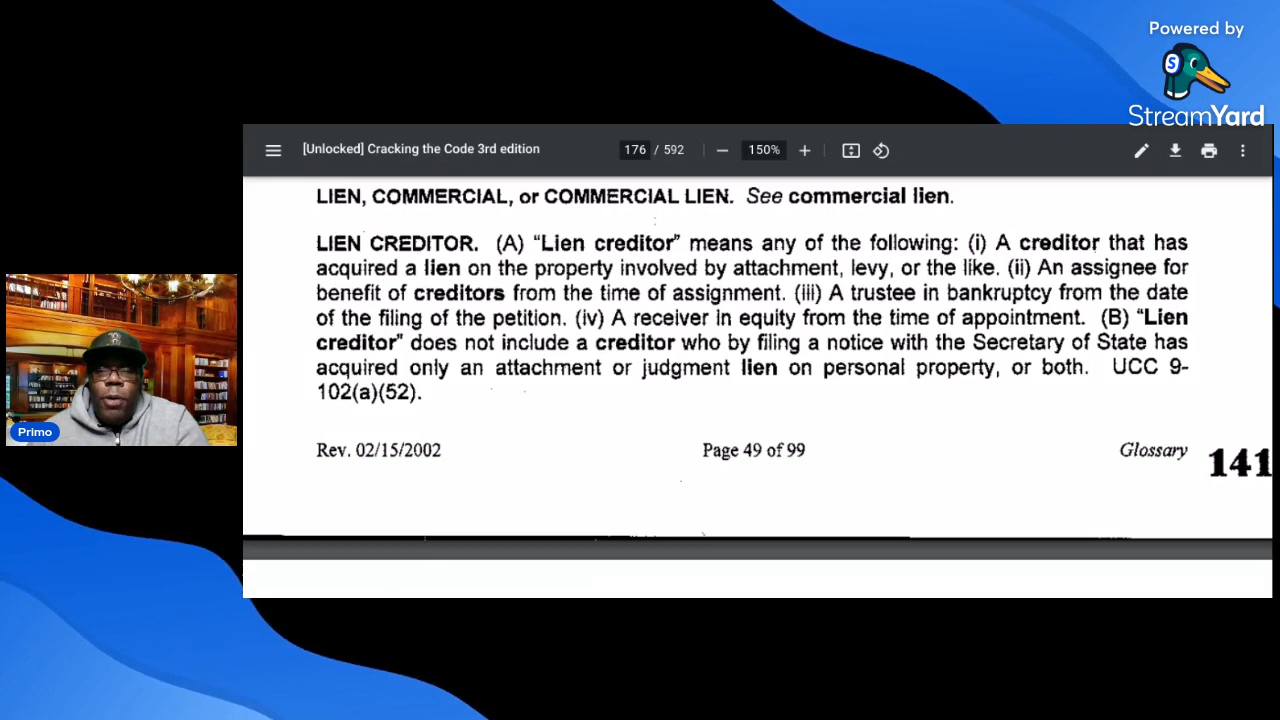 Powered by
S
StreamYard
[Unlocked] Cracking the Code 3rd edition
176 / 592
150%
LIEN, COMMERCIAL, or COMMERCIAL LIEN. See commercial lien.
LIEN CREDITOR. (A) “Lien creditor” means any of the following: (i) A creditor that has
acquired a lien on the property involved by attachment, levy, or the like. (ii) An assignee for
benefit of creditors from the time of assignment. (iii) A trustee in bankruptcy from the date
of the filing of the petition. (iv) A receiver in equity from the time of appointment. (B) “Lien
creditor” does not include a creditor who by filing a notice with the Secretary of State has
acquired only an attachment or judgment lien on personal property, or both. UCC 9-
102(a)(52).
Rev. 02/15/2002
Page 49 of 99
Glossary
141
Primo